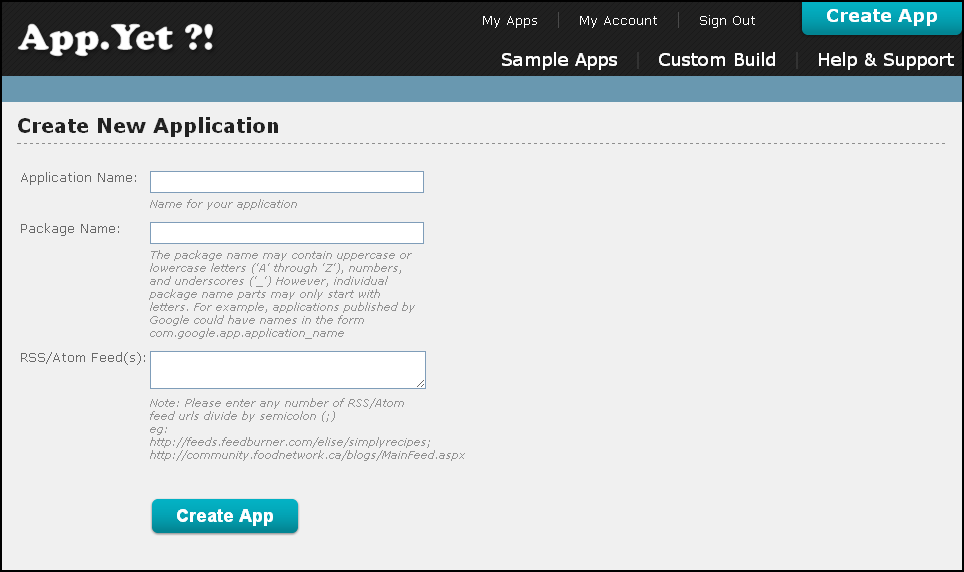 App.Yet ?!
My Apps
My Account
Sign Out
Create App
Sample Apps
Custom Build
Help & Support
Create New Application
Application Name:
Name for your application
Package Name:
The package name may contain uppercase or
lowercase letters ('A' through 'Z'), numbers,
and underscores ('_') However, individual
package name parts may only start with
letters. For example, applications published by
Google could have names in the form
com.google.app.application_name
RSS/Atom Feed(s):
Note: Please enter any number of RSS/Atom
feed urls divide by semicolon (;)
eg:
http://feeds.feedburner.com/elise/simplyrecipes;
http://community.foodnetwork.ca/blogs/MainFeed.aspx
Create App